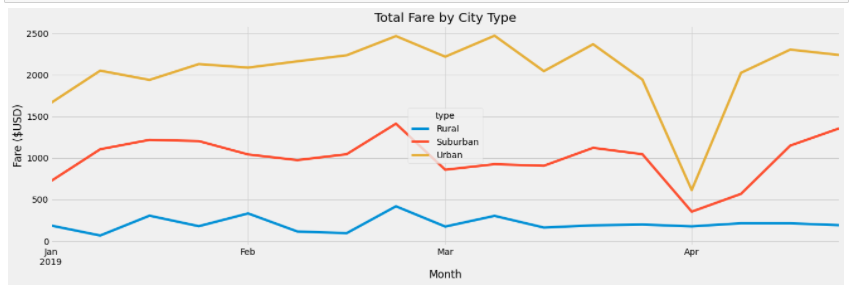 Total Fare by City Type
2500
2000
1500
1000
500
0
Fare ($USD)
type
Rural
Suburban
Urban
Jan
2019
Feb
Mar
Apr
Month